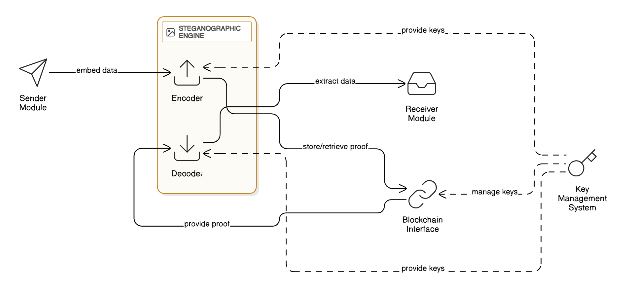 STEGANOGRAPHIC
ENGINE
provide keys
embed data
Sender
Module
Encoder
extract data
Receiver
Module
store/retrieve proof
Decoder
Key
Management
System
manage keys
Blockchain
Interface
provide proof
provide keys